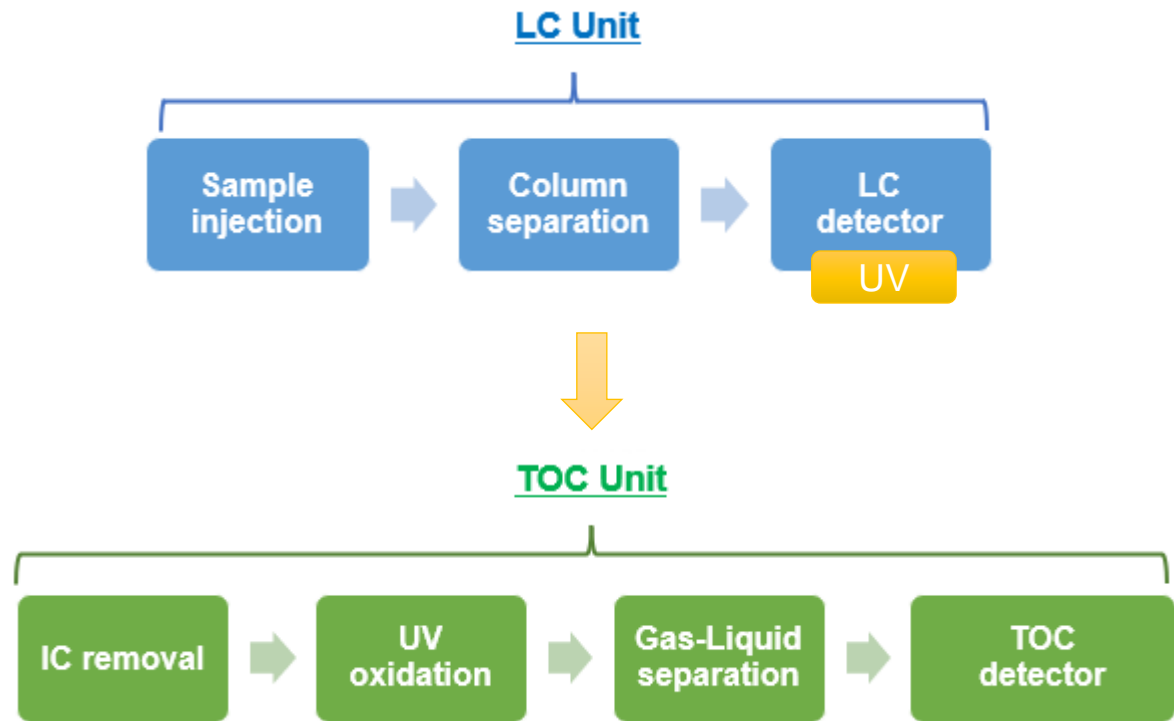 LC Unit
Sample
injection
Column
separation
LC
detector
UV
TOC Unit
IC removal
UV
oxidation
Gas-Liquid
separation
TOC
detector